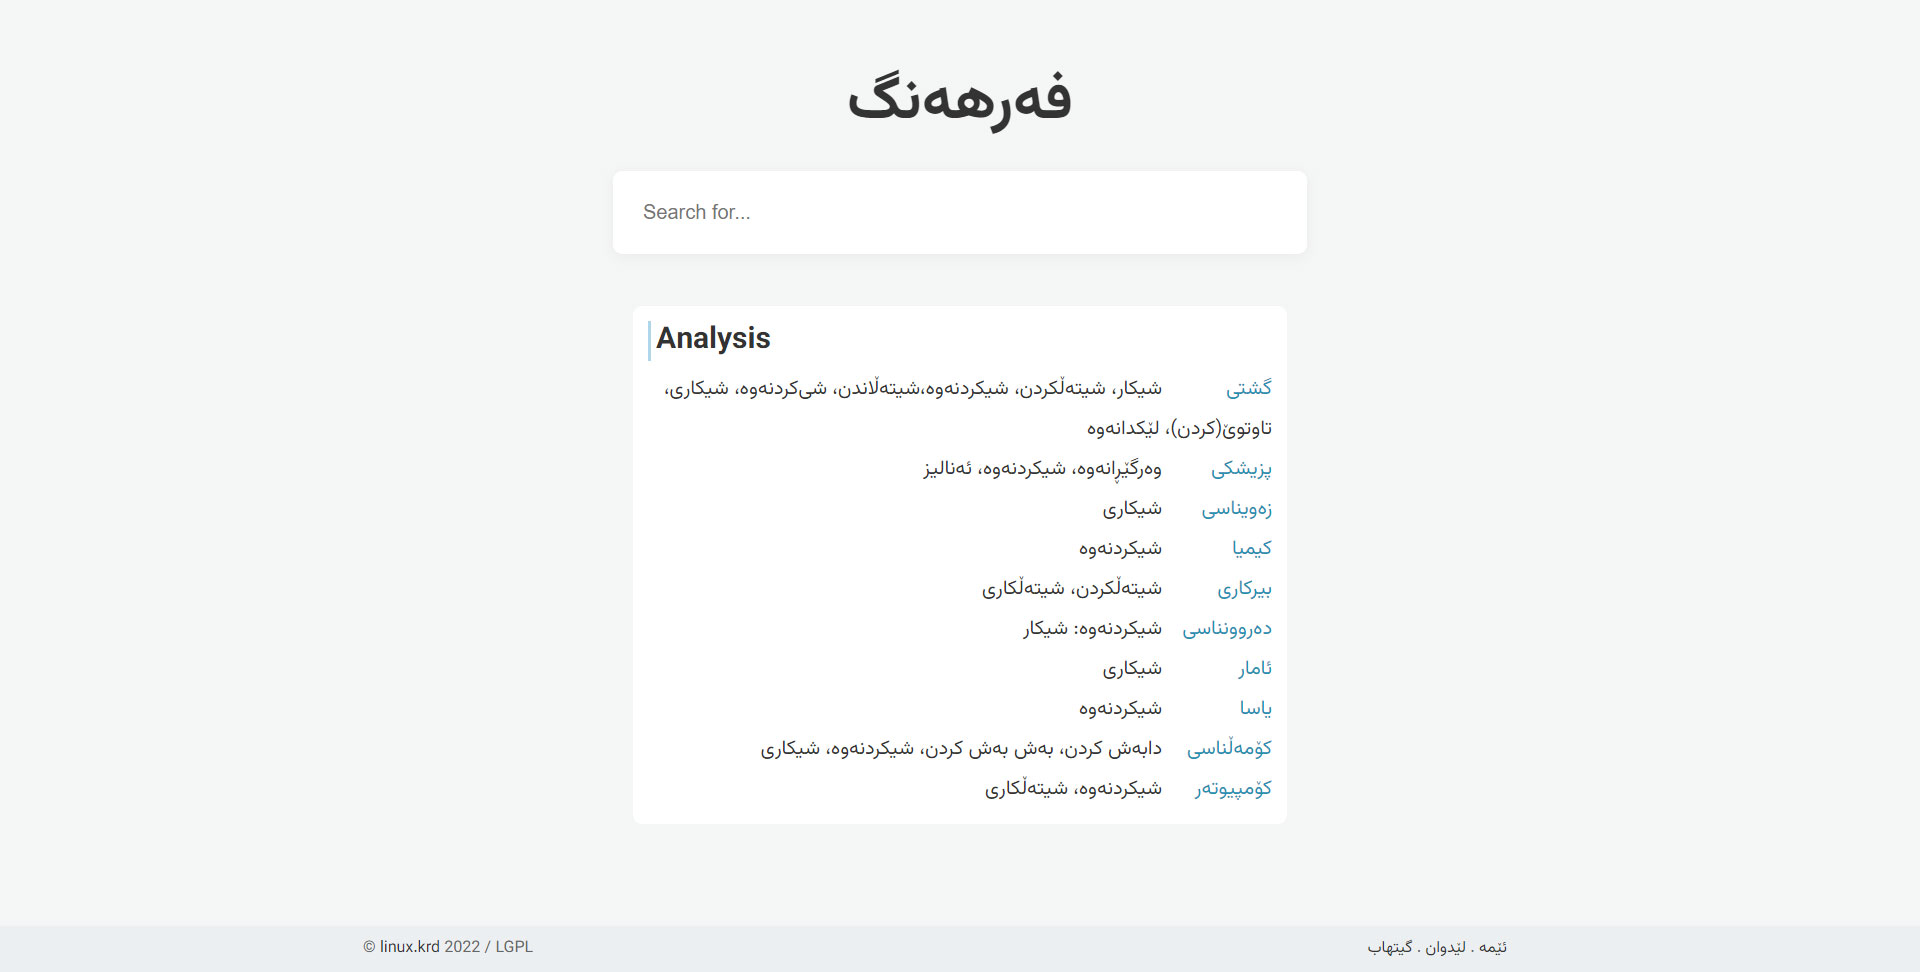 فەرهەنگ
Search for...
Analysis
گشتی شیکار، شیتەڵکردن، شیکردنەوە،شیتەڵاندن، شی‌کردنەوە، شیکاری،
تاوتوێ(کردن)، لێکدانەوە
پزیشکی وەرگێڕانەوە، شیکردنەوە، ئەنالیز
زەویناسی شیکاری
کیمیا شیکردنەوە
بیرکاری شیتەڵکردن، شیتەڵکاری
دەروونناسی شیکردنەوە: شیکار
ئامار شیکاری
یاسا شیکردنەوە
کۆمەڵناسی دابەش کردن، بەش بەش کردن، شیکردنەوە، شیکاری
کۆمپیوتەر شیکردنەوە، شیتەڵکاری
© linux.krd 2022 / LGPL
ئێمە . لێدوان . گیتهاب